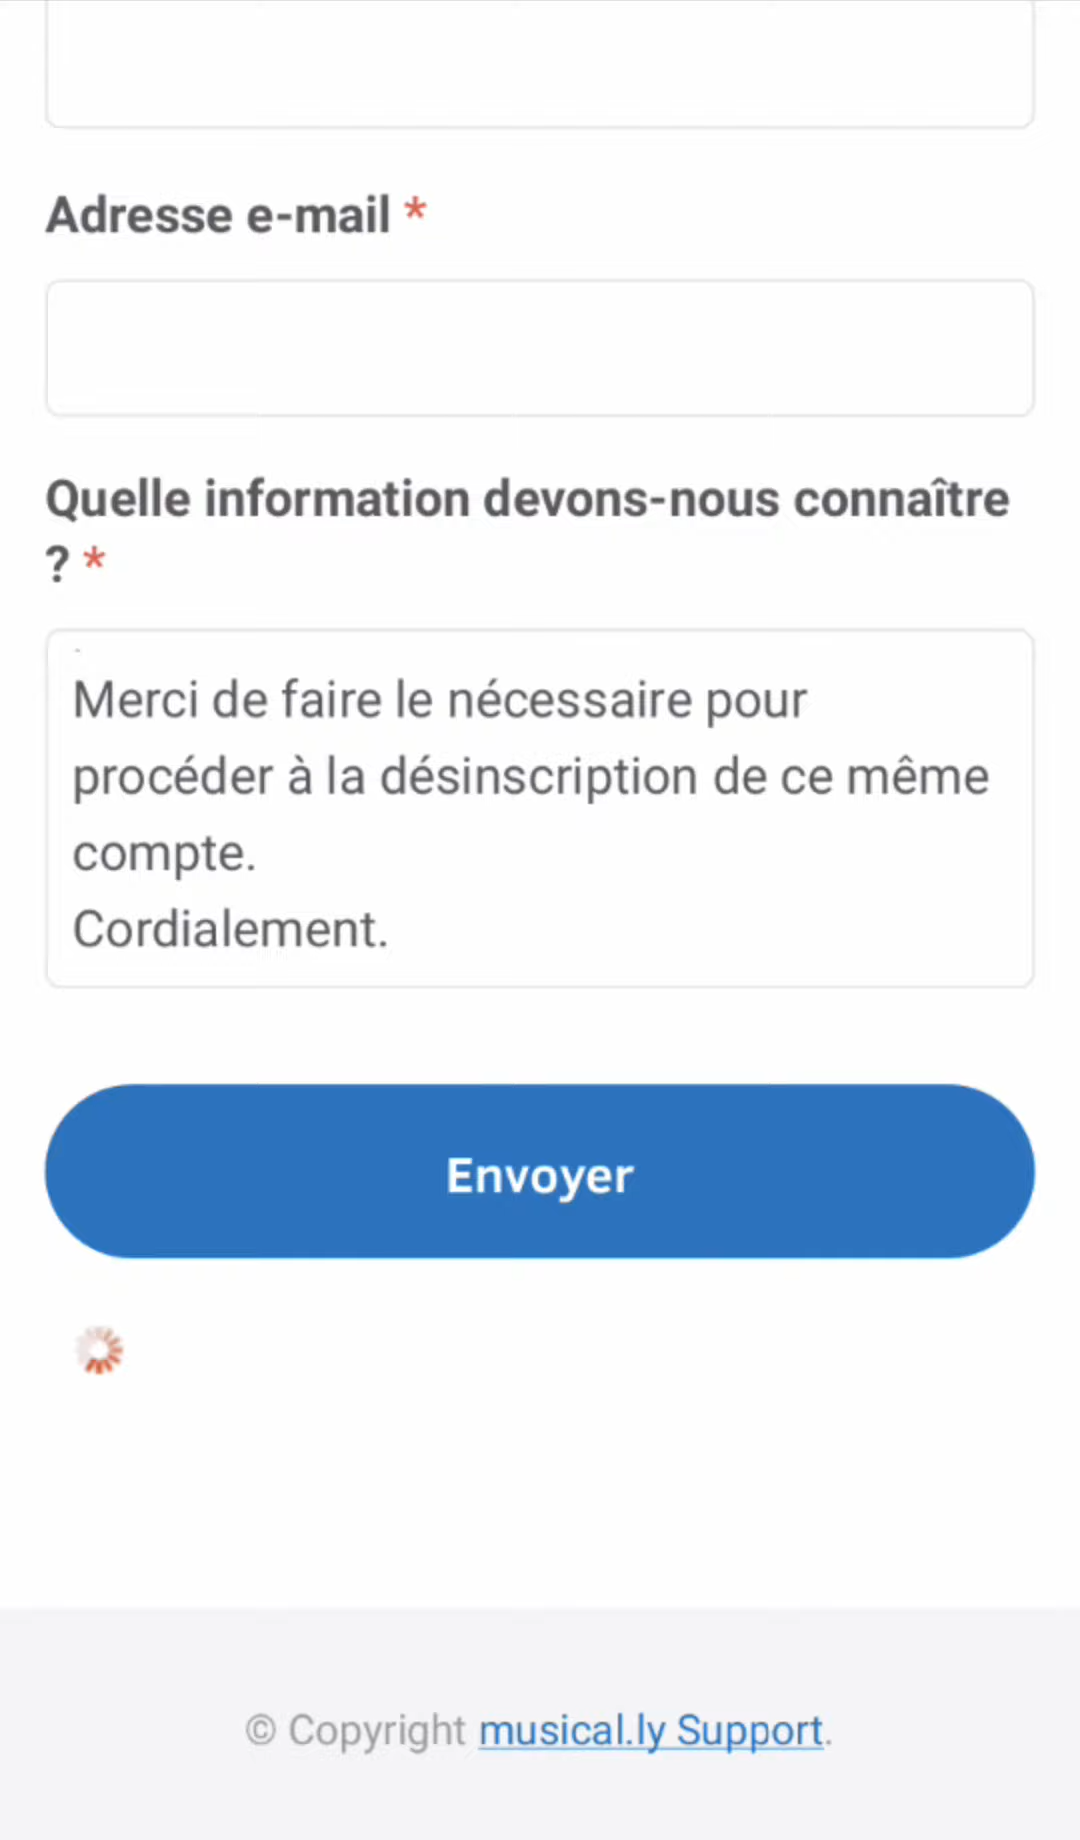 Adresse e-mail *
Quelle information devons-nous connaître
? *
Merci de faire le nécessaire pour
procéder à la désinscription de ce même
compte.
Cordialement.
Envoyer
© Copyright musical.ly Support.